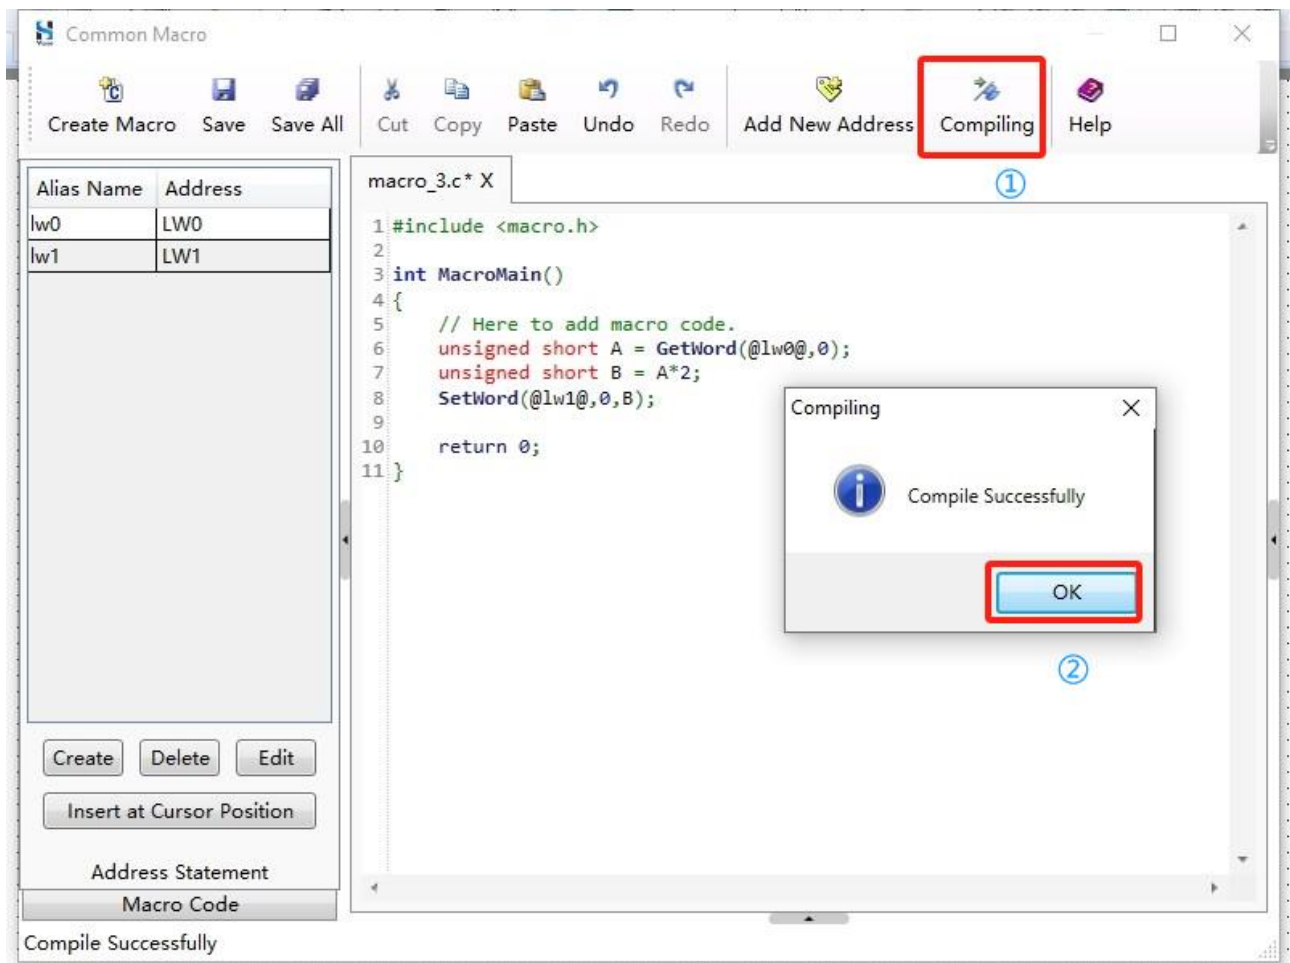 Common Macro
Create Macro Save Save All Cut Copy Paste Undo Redo Add New Address Compiling Help
①
Alias Name Address
lw0 LW0
lw1 LW1
macro_3.c* X
1 #include <macro.h>
2
3 int MacroMain()
4 {
5 // Here to add macro code.
6 unsigned short A = GetWord(@lw0@,0);
7 unsigned short B = A*2;
8 SetWord(@lw1@,0,B);
9
10 return 0;
11 }
Compiling
Compile Successfully
OK
②
Create Delete Edit
Insert at Cursor Position
Address Statement
Macro Code
Compile Successfully